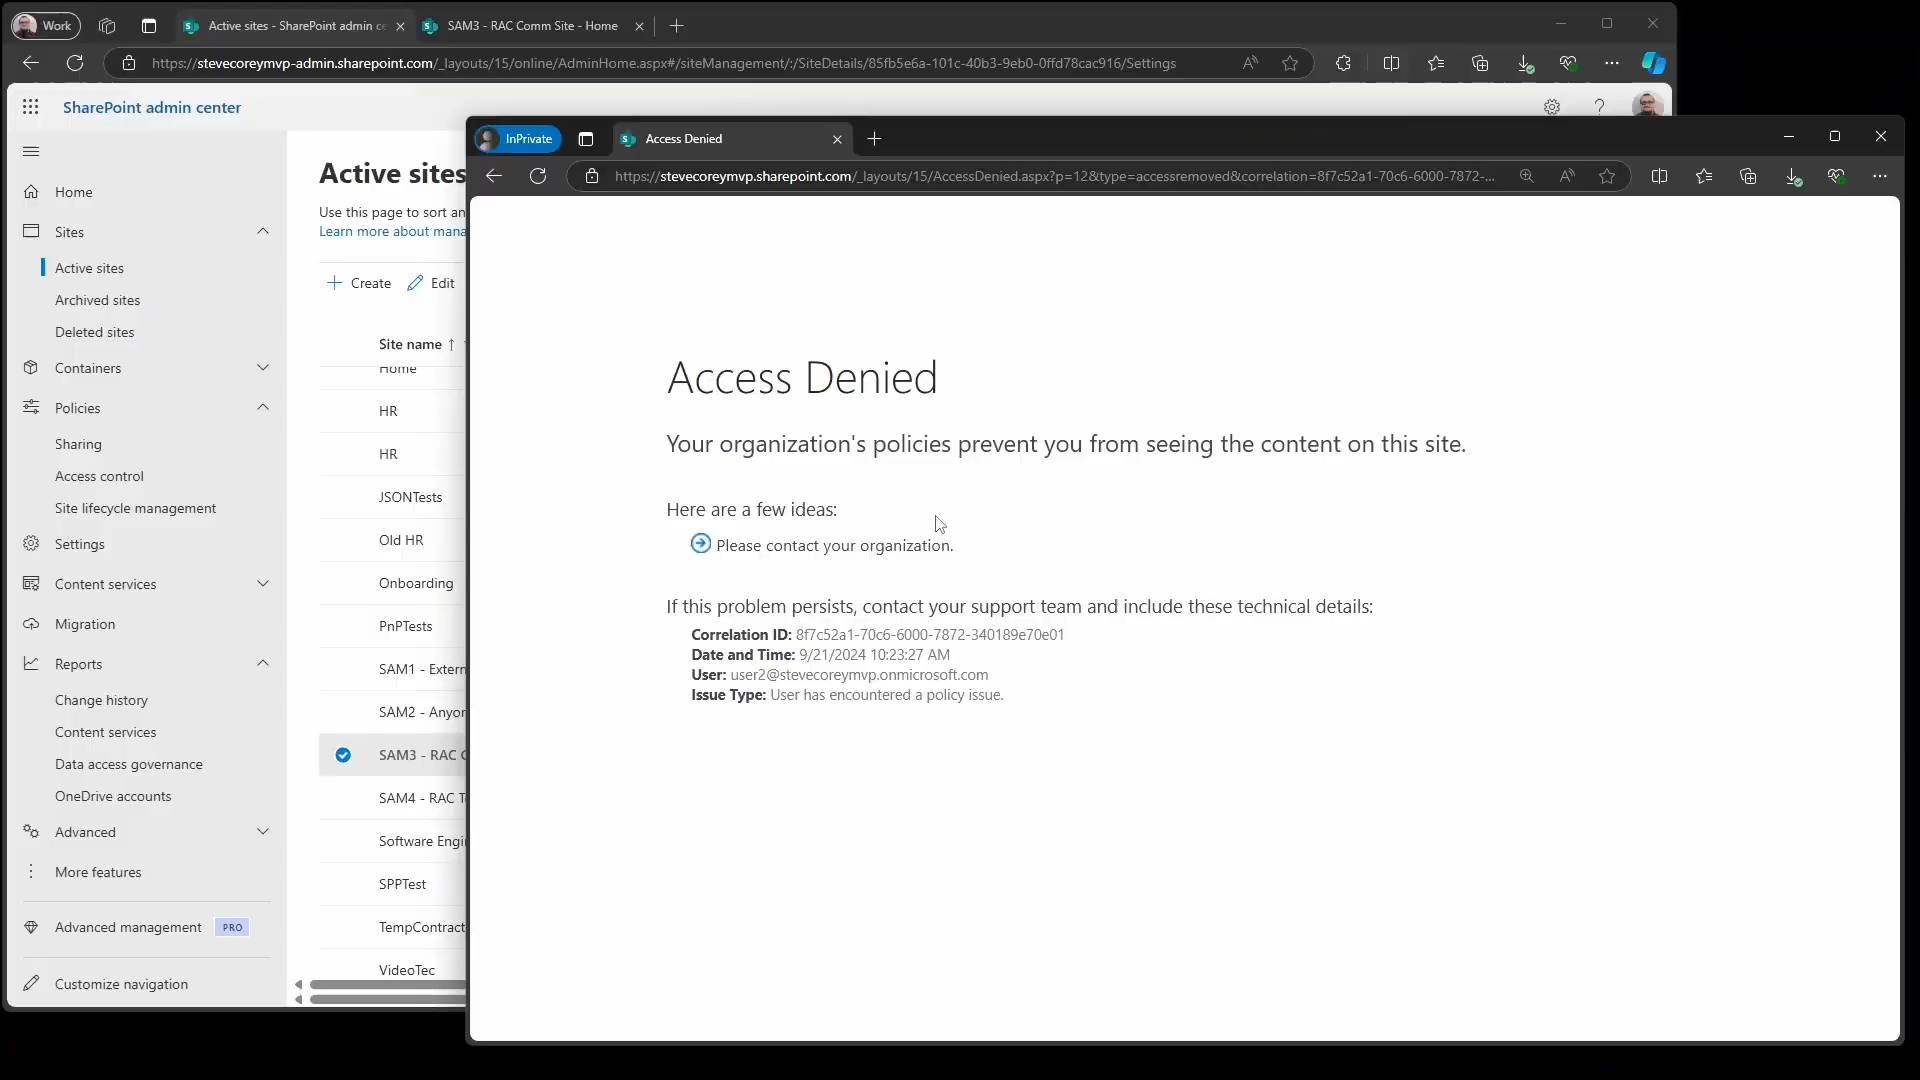 Work
Active sites - SharePoint admin ce
SAM3 - RAC Comm Site - Home
https://stevecoreymvp-admin.sharepoint.com/_layouts/15/online/AdminHome.aspx#/siteManagement/:/SiteDetails/85fb5e6a-101c-40b3-9eb0-0ffd78cac916/Settings
SharePoint admin center
Home
Sites
Active sites
Archived sites
Deleted sites
Containers
Policies
Sharing
Access control
Site lifecycle management
Settings
Content services
Migration
Reports
Change history
Content services
Data access governance
OneDrive accounts
Advanced
More features
Advanced management PRO
Customize navigation
Active sites
Use this page to sort an
Learn more about mana
Create Edit
Site name ↑
Home
HR
HR
JSONTests
Old HR
Onboarding
PnPTests
SAM1 - Extern
SAM2 - Anyor
SAM3 - RAC C
SAM4 - RAC T
Software Engi
SPPTest
TempContract
VideoTec
InPrivate
Access Denied
https://stevecoreymvp.sharepoint.com/_layouts/15/AccessDenied.aspx?p=12&type=accessremoved&correlation=8f7c52a1-70c6-6000-7872-...
Access Denied
Your organization's policies prevent you from seeing the content on this site.
Here are a few ideas:
Please contact your organization.
If this problem persists, contact your support team and include these technical details:
Correlation ID: 8f7c52a1-70c6-6000-7872-340189e70e01
Date and Time: 9/21/2024 10:23:27 AM
User: user2@stevecoreymvp.onmicrosoft.com
Issue Type: User has encountered a policy issue.